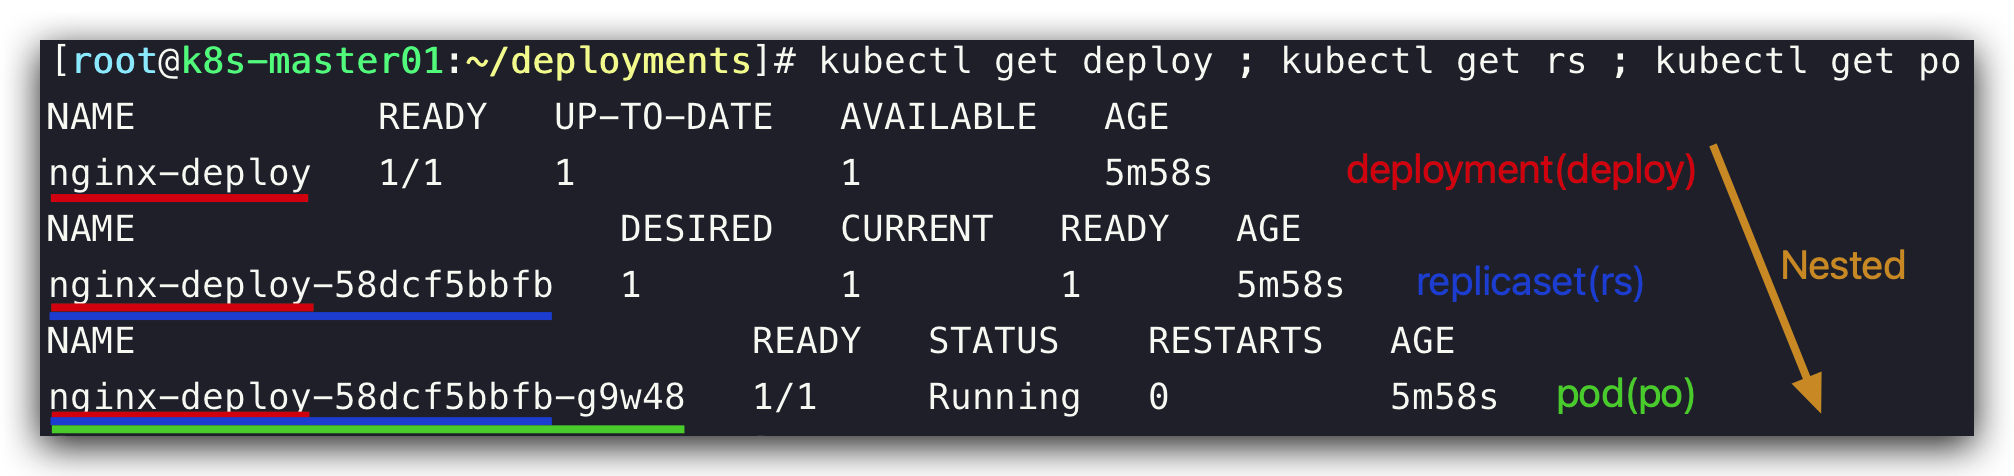 [root@k8s-master01:~/deployments]# kubectl get deploy ; kubectl get rs ; kubectl get po
NAME READY UP-TO-DATE AVAILABLE AGE
nginx-deploy 1/1 1 1 5m58s deployment(deploy)
NAME DESIRED CURRENT READY AGE
Nested
nginx-deploy-58dcf5bbfb 1 1 1 5m58s replicaset(rs)
NAME READY STATUS RESTARTS AGE
nginx-deploy-58dcf5bbfb-g9w48 1/1 Running 0 5m58s pod(po)